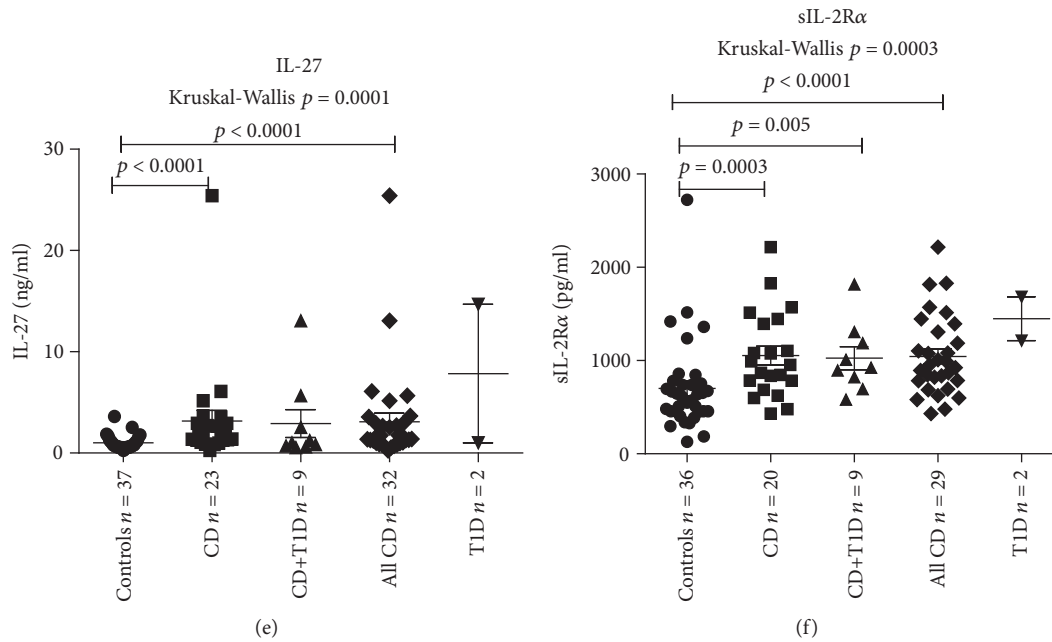 IL-27
Kruskal-Wallis p = 0.0001
p < 0.0001
p < 0.0001
30
20
10
0
IL-27 (ng/ml)
Controls n = 37
CD n = 23
CD+T1D n = 9
All CD n = 32
T1D n = 2
(e)
sIL-2Rα
Kruskal-Wallis p = 0.0003
p < 0.0001
p = 0.005
p = 0.0003
3000
2000
1000
0
sIL-2Rα (pg/ml)
Controls n = 36
CD n = 20
CD+T1D n = 9
All CD n = 29
T1D n = 2
(f)